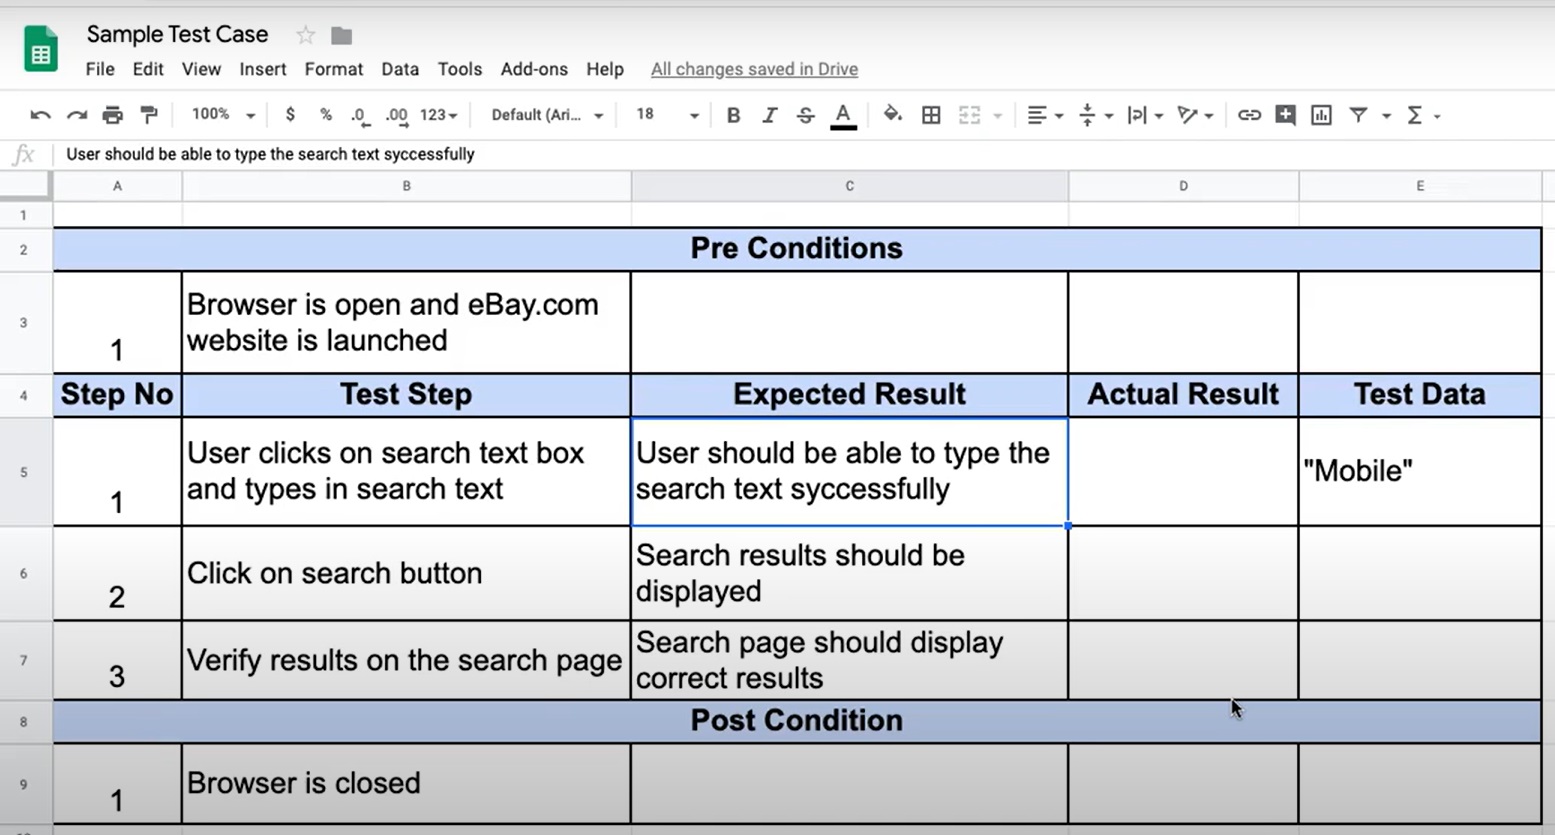 Sample Test Case
File Edit View Insert Format Data Tools Add-ons Help All changes saved in Drive
100% $ % .0 .00 123 Default (Ari... 18 B I S A
fx User should be able to type the search text syccessfully
A B C D E
1
2 Pre Conditions
3 1 Browser is open and eBay.com
website is launched
4 Step No Test Step Expected Result Actual Result Test Data
5 1 User clicks on search text box
and types in search text
User should be able to type the
search text syccessfully
"Mobile"
6 2 Click on search button
Search results should be
displayed
7 3 Verify results on the search page
Search page should display
correct results
8 Post Condition
9 1 Browser is closed